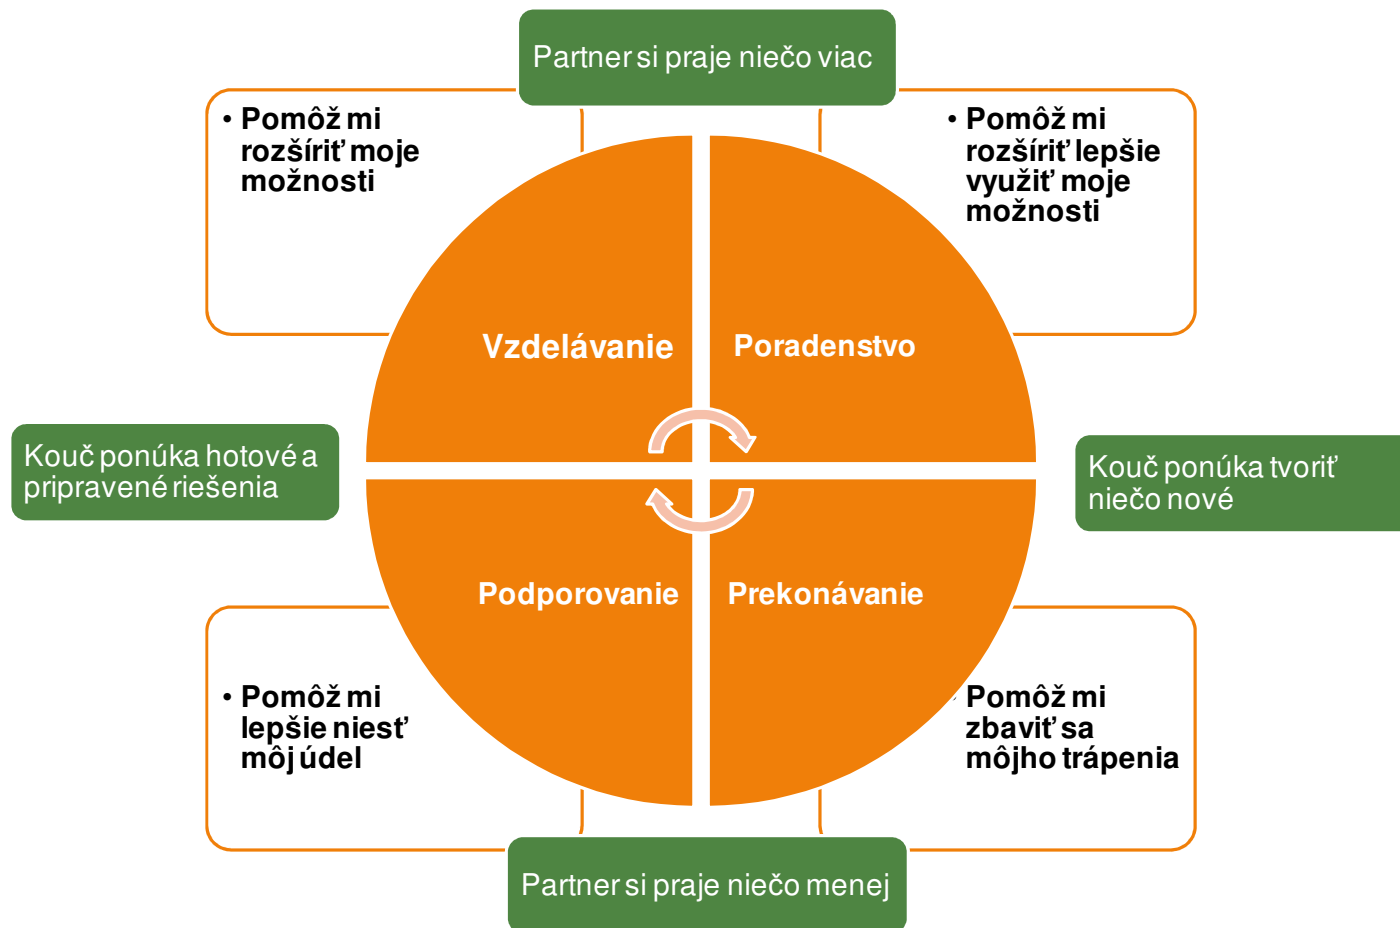 Partner si praje niečo viac
• Pomôž mi
rozšíriť moje
možnosti
• Pomôž mi
rozšíriť lepšie
využiť moje
možnosti
Vzdelávanie
Poradenstvo
Kouč ponúka hotové a
pripravené riešenia
Kouč ponúka tvoriť
niečo nové
Podporovanie
Prekonávanie
• Pomôž mi
lepšie niesť
môj údel
Pomôž mi
zbaviť sa
môjho trápenia
Partner si praje niečo menej